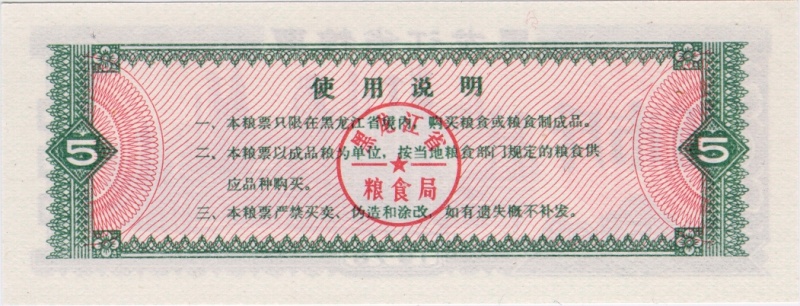 使用说明
一、本粮票只限在黑龙江省域内，购买粮食或粮食制成品。
二、本粮票以成品粮为单位，按当地粮食部门规定的粮食供
应品种购买。
三、本粮票严禁买卖、伪造和涂改，如有遗失概不补发。
黑龙江省
粮食局
5
5